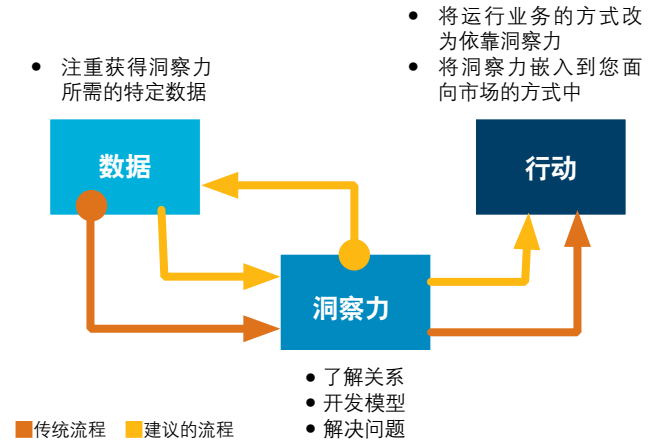 ● 将运行业务的方式改
为依靠洞察力
● 将洞察力嵌入到您面
向市场的方式中
● 注重获得洞察力
所需的特定数据
数据
行动
洞察力
● 了解关系
● 开发模型
● 解决问题
传统流程 建议的流程